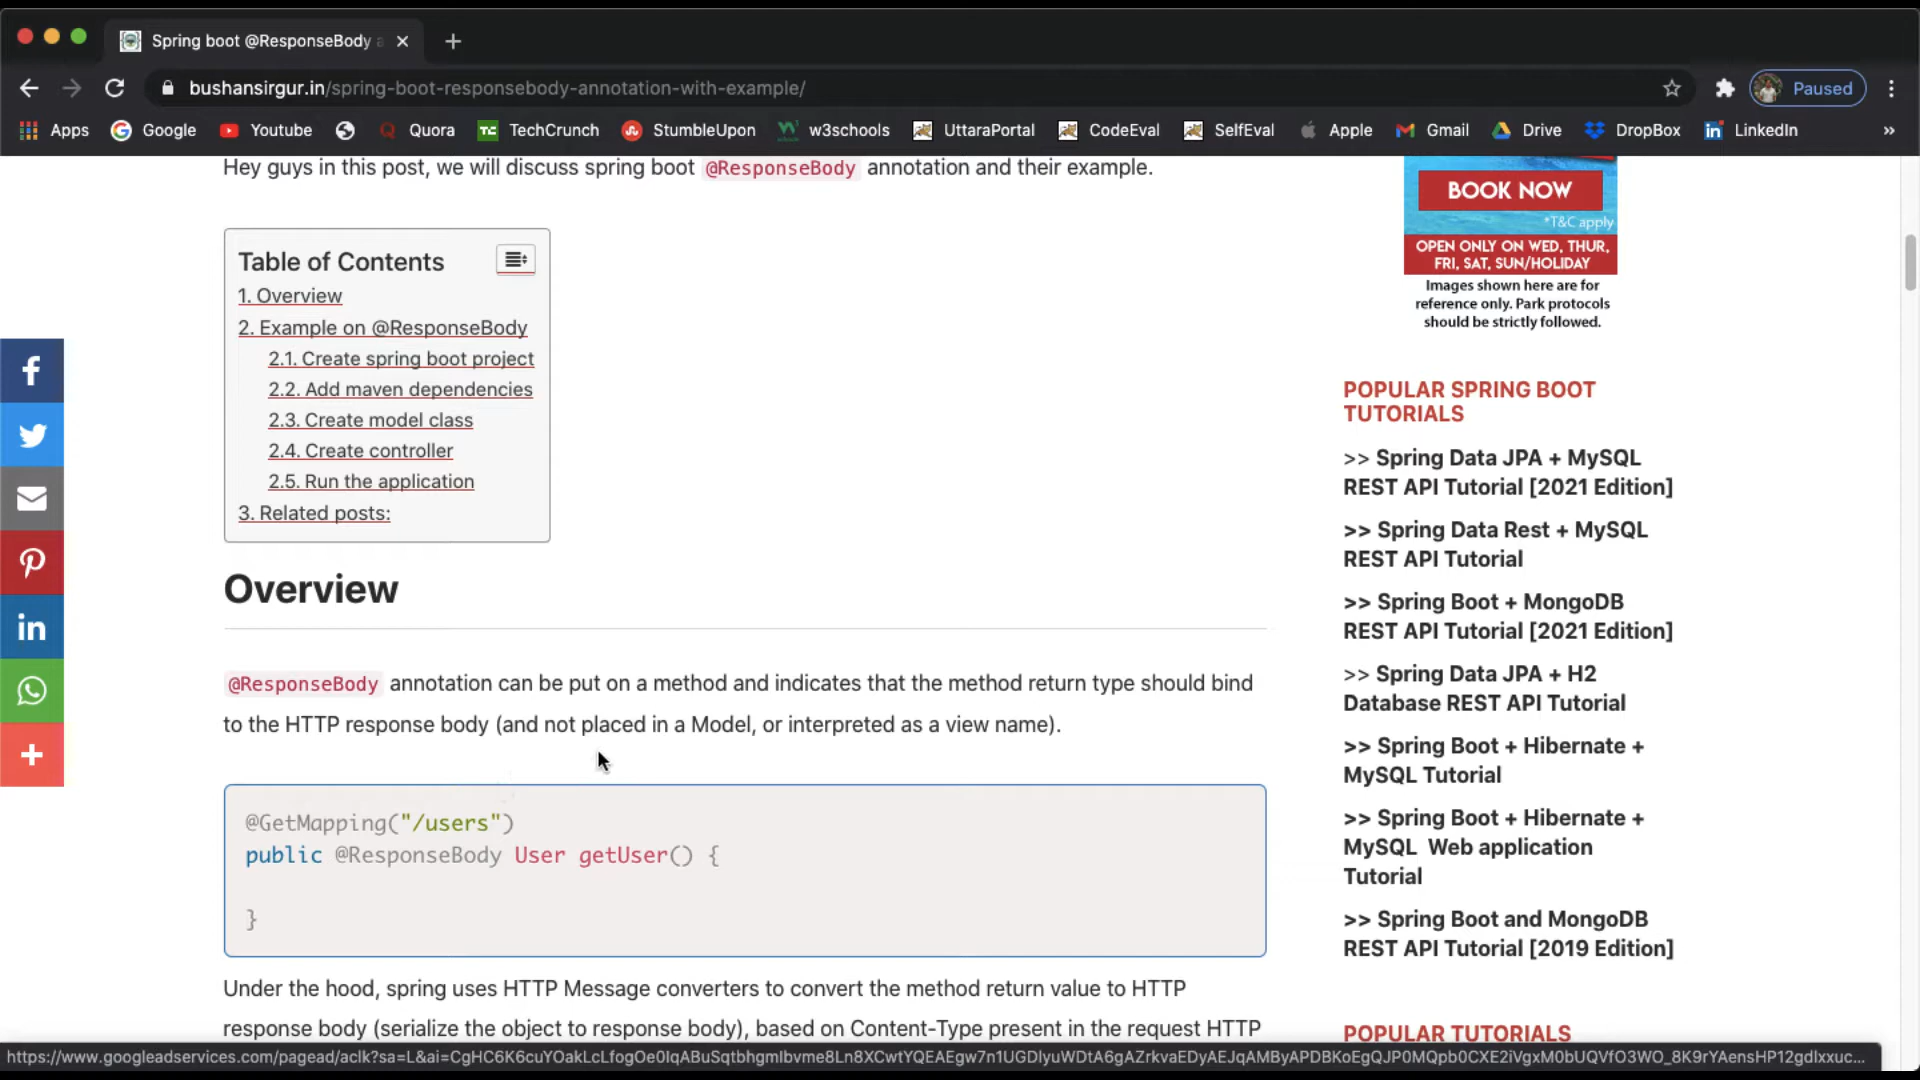 Spring boot @ResponseBody a
bushansirgur.in/spring-boot-responsebody-annotation-with-example/
Paused
Apps
Google
Youtube
Quora
TechCrunch
StumbleUpon
w3schools
UttaraPortal
CodeEval
SelfEval
Apple
Gmail
Drive
DropBox
LinkedIn
»
Hey guys in this post, we will discuss spring boot @ResponseBody annotation and their example.
Table of Contents
1. Overview
2. Example on @ResponseBody
2.1. Create spring boot project
2.2. Add maven dependencies
2.3. Create model class
2.4. Create controller
2.5. Run the application
3. Related posts:
Overview
@ResponseBody annotation can be put on a method and indicates that the method return type should bind
to the HTTP response body (and not placed in a Model, or interpreted as a view name).
@GetMapping("/users")
public @ResponseBody User getUser() {
}
Under the hood, spring uses HTTP Message converters to convert the method return value to HTTP
response body (serialize the object to response body), based on Content-Type present in the request HTTP
BOOK NOW
*T&C apply
OPEN ONLY ON WED, THUR,
FRI, SAT, SUN/HOLIDAY
Images shown here are for
reference only. Park protocols
should be strictly followed.
POPULAR SPRING BOOT
TUTORIALS
>> Spring Data JPA + MySQL
REST API Tutorial [2021 Edition]
>> Spring Data Rest + MySQL
REST API Tutorial
>> Spring Boot + MongoDB
REST API Tutorial [2021 Edition]
>> Spring Data JPA + H2
Database REST API Tutorial
>> Spring Boot + Hibernate +
MySQL Tutorial
>> Spring Boot + Hibernate +
MySQL Web application
Tutorial
>> Spring Boot and MongoDB
REST API Tutorial [2019 Edition]
POPULAR TUTORIALS